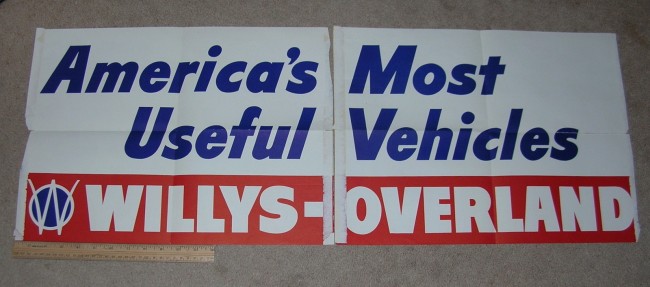 America's Most
Useful Vehicles
W WILLYS-OVERLAND